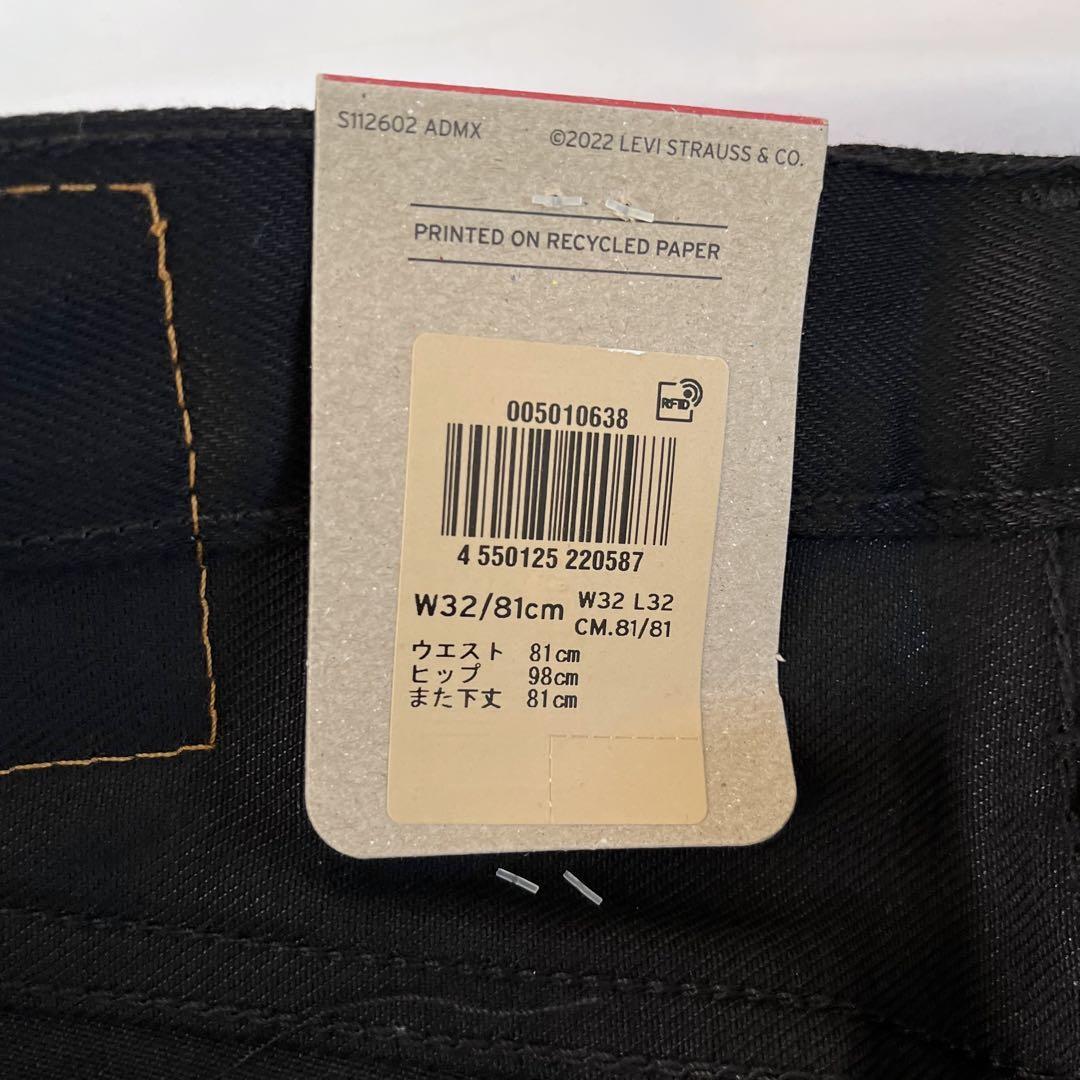 S112602 ADMX ©2022 LEVI STRAUSS & CO.
PRINTED ON RECYCLED PAPER
RFID
005010638
4 550125 220587
W32/81cm W32 L32
CM.81/81
ウエスト 81cm
ヒップ 98cm
また下丈 81cm